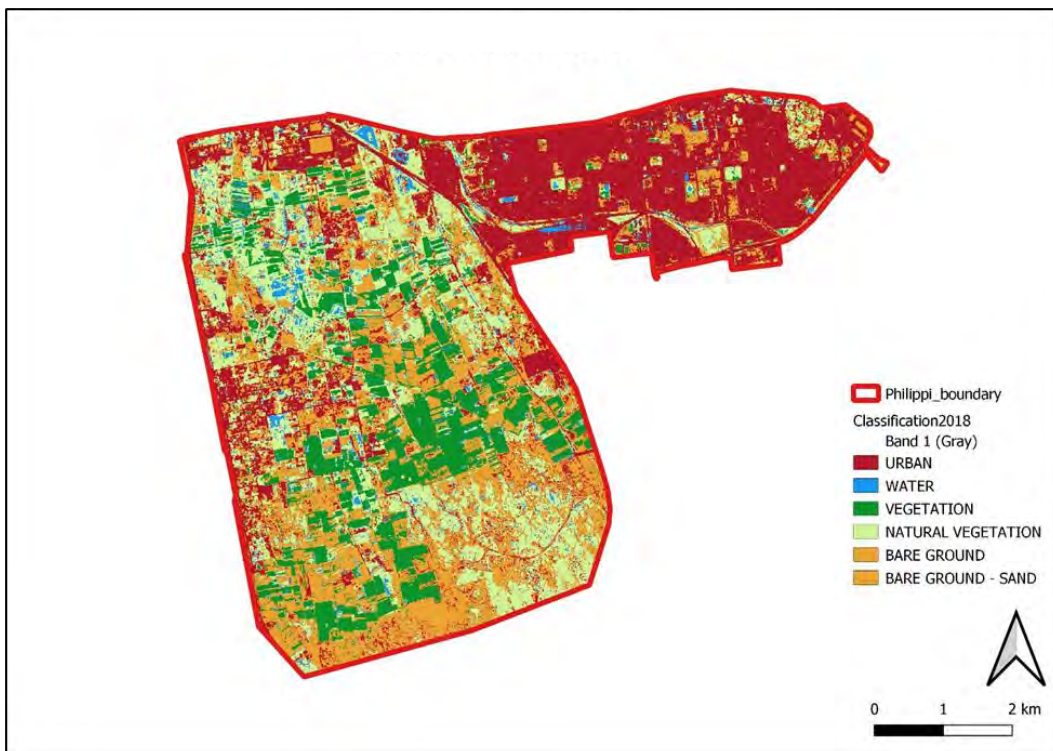 Philippi_boundary
Classification2018
Band 1 (Gray)
URBAN
WATER
VEGETATION
NATURAL VEGETATION
BARE GROUND
BARE GROUND - SAND
0 1 2 km